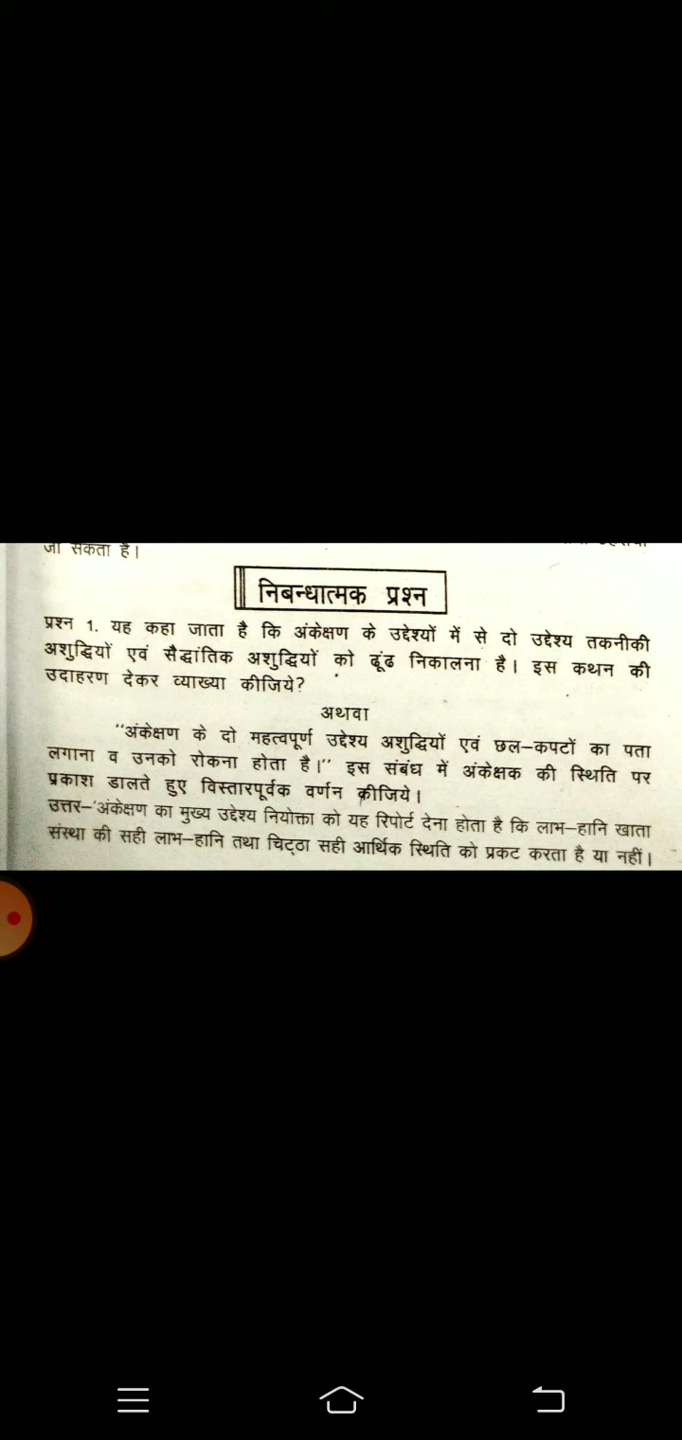 जा सकता है।
निबन्धात्मक प्रश्न
प्रश्न 1. यह कहा जाता है कि अंकेक्षण के उद्देश्यों में से दो उद्देश्य तकनीकी
अशुद्धियों एवं सैद्धांतिक अशुद्धियों को ढूंढ निकालना है। इस कथन की
उदाहरण देकर व्याख्या कीजिये?
अथवा
"अंकेक्षण के दो महत्वपूर्ण उद्देश्य अशुद्धियों एवं छल–कपटों का पता
लगाना व उनको रोकना होता है।" इस संबंध में अंकेक्षक की स्थिति पर
प्रकाश डालते हुए विस्तारपूर्वक वर्णन कीजिये।
उत्तर–अंकेक्षण का मुख्य उद्देश्य नियोक्ता को यह रिपोर्ट देना होता है कि लाभ–हानि खाता
संस्था की सही लाभ–हानि तथा चिट्ठा सही आर्थिक स्थिति को प्रकट करता है या नहीं।